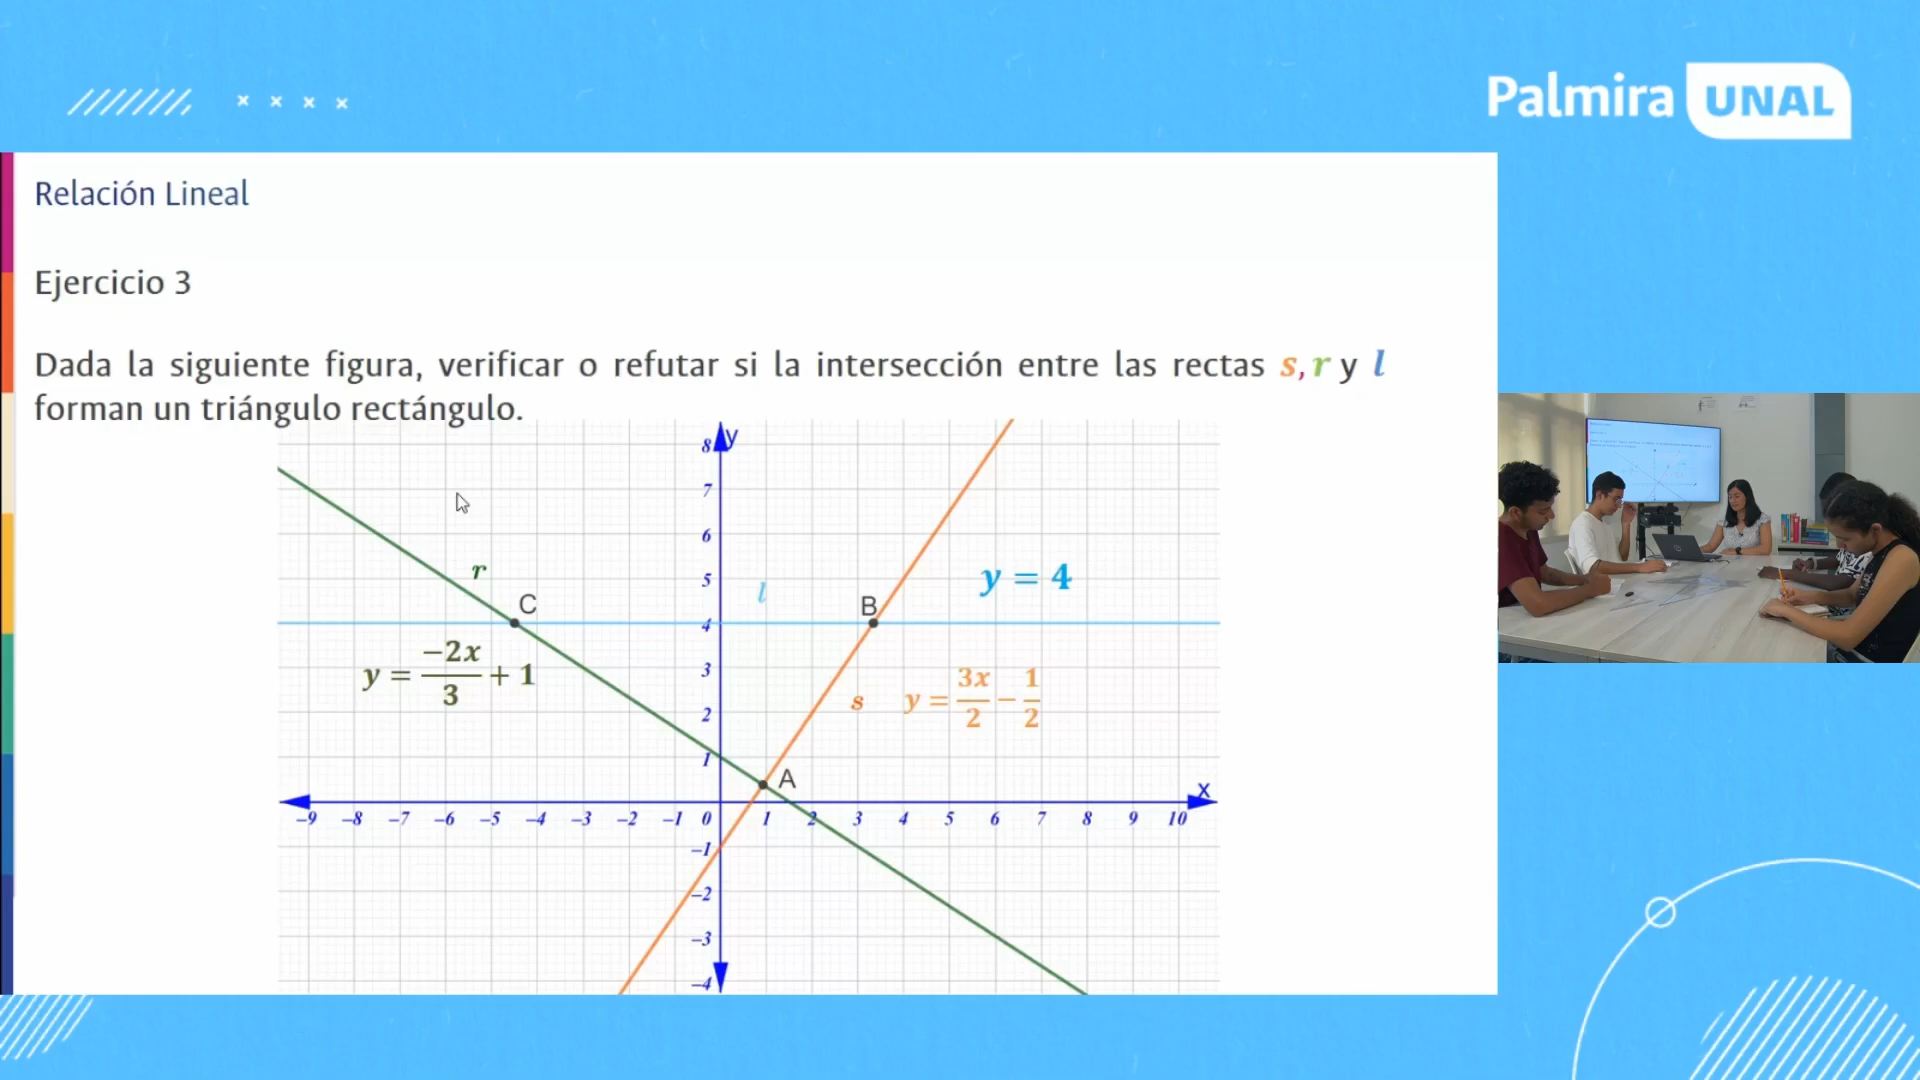 Palmira UNAL
Relación Lineal
Ejercicio 3
Dada la siguiente figura, verificar o refutar si la intersección entre las rectas s, r y l
forman un triángulo rectángulo.
y
8
7
6
5
4
3
2
1
r
l
C
B
y = 4
y = -2x/3 + 1
s y = 3x/2 - 1/2
A
x
-9 -8 -7 -6 -5 -4 -3 -2 -1 0 1 2 3 4 5 6 7 8 9 10
-1
-2
-3
-4